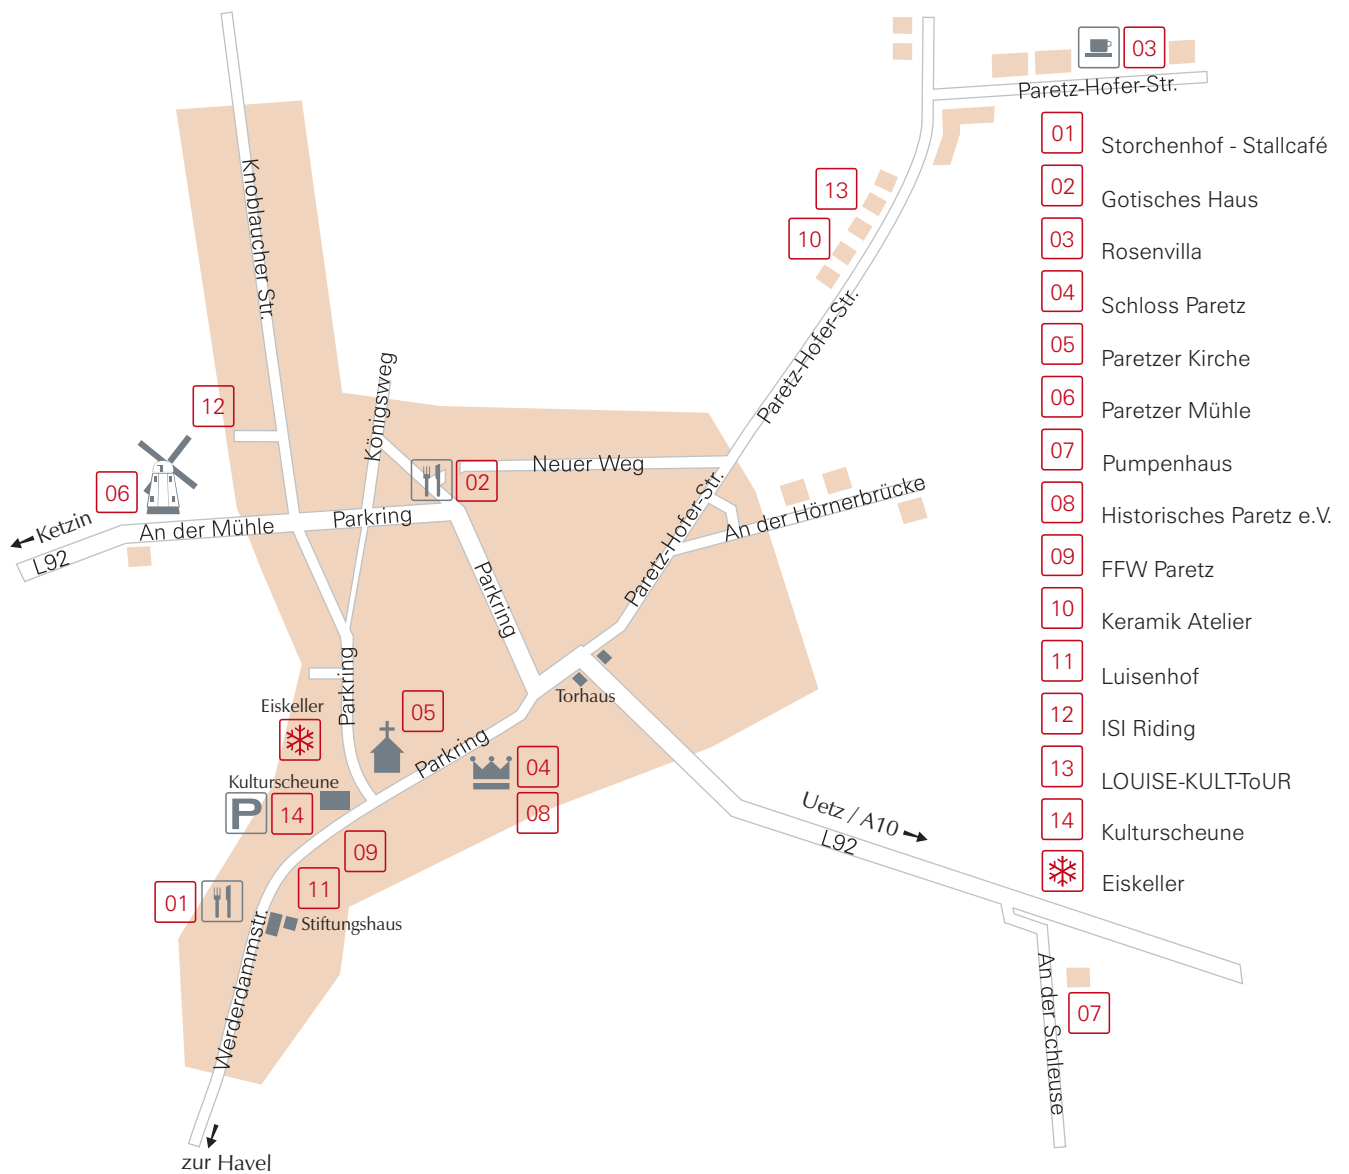 03
Paretz-Hofer-Str.
01 Storchenhof - Stallcafé
02 Gotisches Haus
03 Rosenvilla
04 Schloss Paretz
05 Paretzer Kirche
06 Paretzer Mühle
07 Pumpenhaus
08 Historisches Paretz e.V.
09 FFW Paretz
10 Keramik Atelier
11 Luisenhof
12 ISI Riding
13 LOUISE-KULT-ToUR
14 Kulturscheune
Eiskeller
Knoblaucher Str.
13
10
Paretz-Hofer-Str.
Königsweg
12
06
02
Neuer Weg
Ketzin
L92
An der Mühle
Parkring
Parkring
Paretz-Hofer-Str.
An der Hörnerbrücke
Parkring
Torhaus
Eiskeller
05
Parkring
Kulturscheune
P
14
04
08
09
11
01
Stiftungshaus
Werderdammstr.
zur Havel
Uetz / A10
L92
An der Schleuse
07